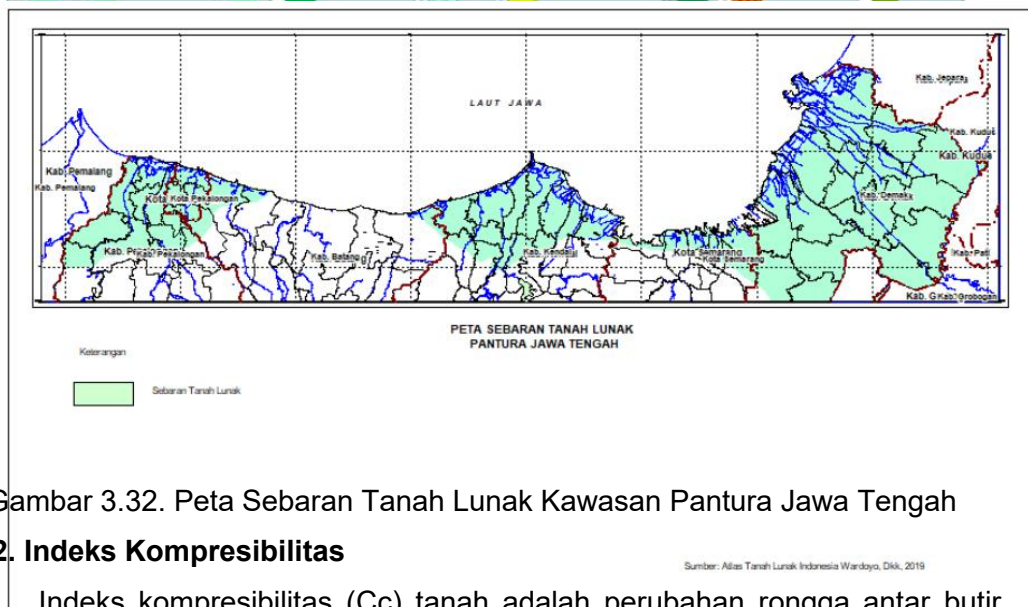 LAUT JAWA
Kab. Jepara
Kab. Kudus
Kab. Kudus
Kab. Pemalang
Kab. Pemalang
Kota Kota Pekalongan
Kab. Demak
Kab. Pekalongan
Kab. Batang
Kab. Kendal
Kota Semarang
Kota Semarang
Kab. Pati
Kab. G Kab. Grobogan
PETA SEBARAN TANAH LUNAK
PANTURA JAWA TENGAH
Keterangan
Sebaran Tanah Lunak
Gambar 3.32. Peta Sebaran Tanah Lunak Kawasan Pantura Jawa Tengah
2. Indeks Kompresibilitas
Sumber: Atlas Tanah Lunak Indonesia Wardoyo, Dkk, 2019
Indeks kompresibilitas (Cc) tanah adalah perubahan rongga antar butir